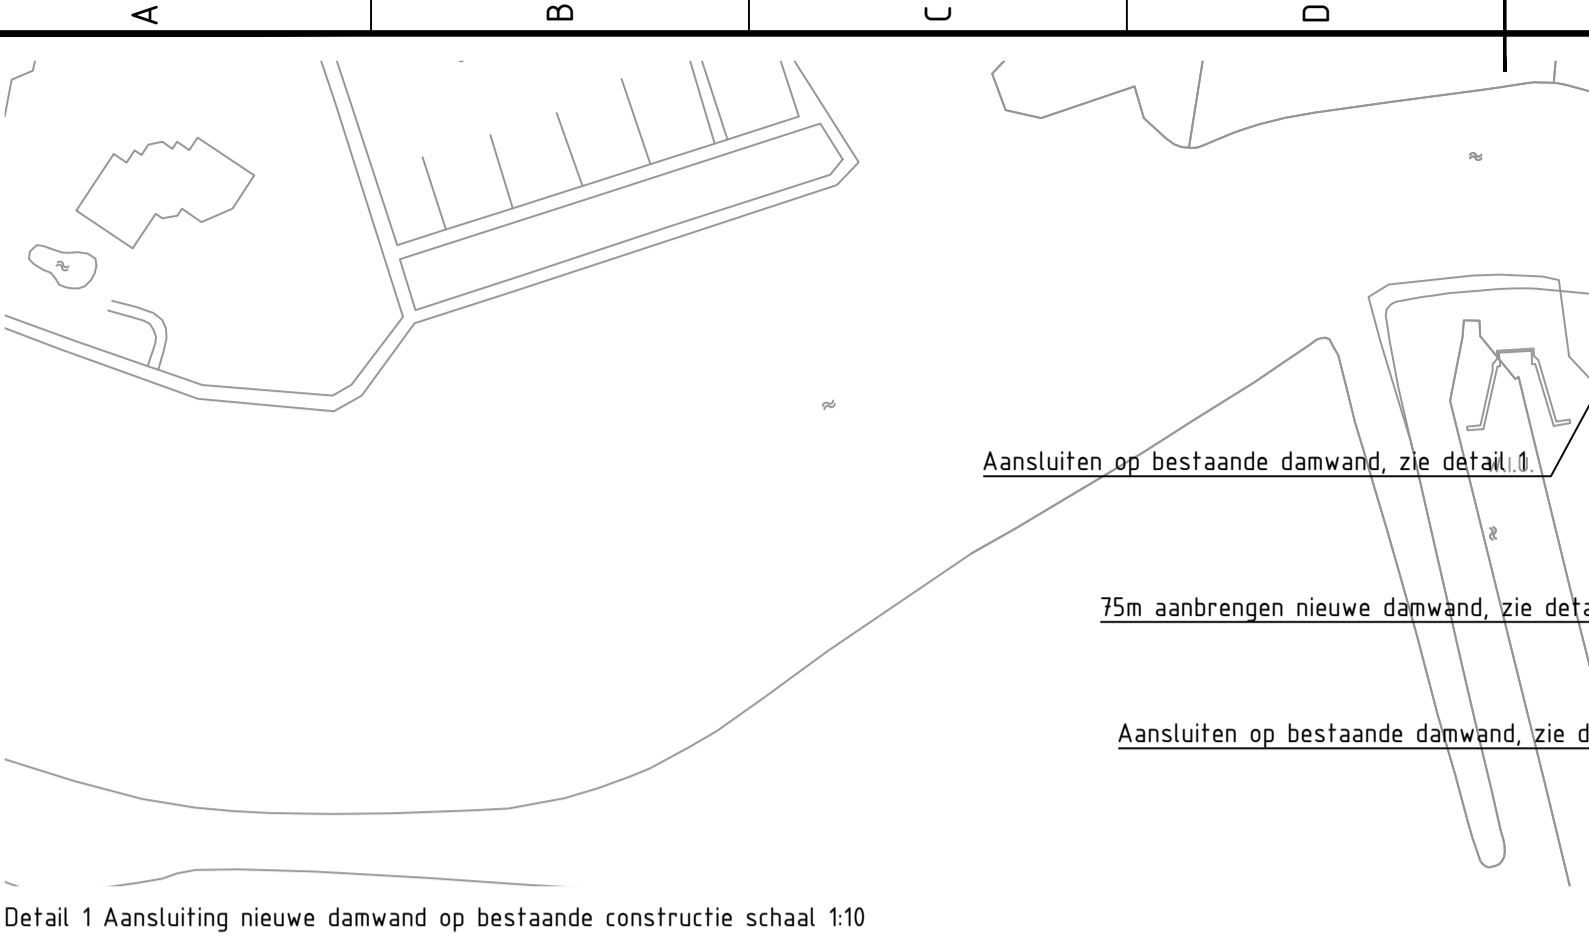 A B C D
Aansluiten op bestaande damwand, zie detail 1
75m aanbrengen nieuwe damwand, zie
Aansluiten op bestaande damwand, zie
Detail 1 Aansluiting nieuwe damwand op bestaande constructie schaal 1:10